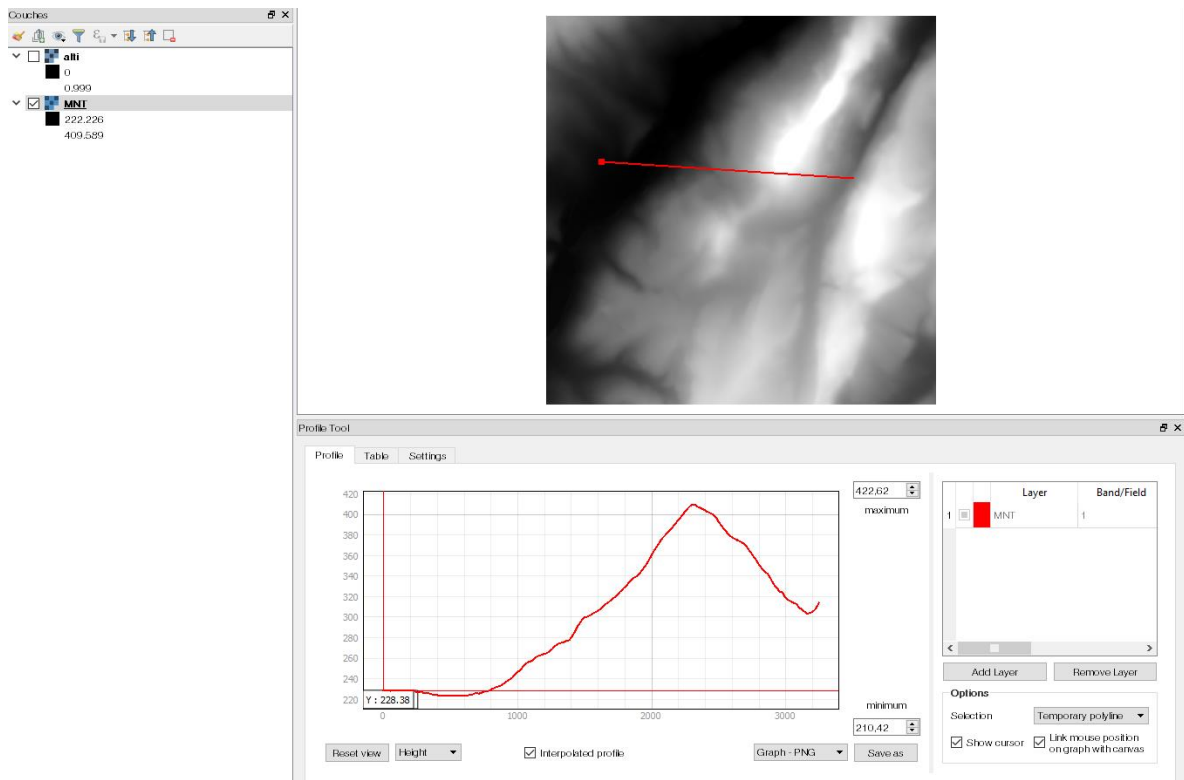 Couches
alti
0
0.999
MNT
222.226
409.589
Profile Tool
Profile Table Settings
420
400
380
360
340
320
300
280
260
240
220
Y : 228.38
0 1000 2000 3000
422,62
maximum
minimum
210,42
Reset view Height Interpolated profile Graph - PNG Save as
Layer Band/Field
1 MNT 1
Add Layer Remove Layer
Options
Selection Temporary polyline
Show cursor Link mouse position
on graph with canvas